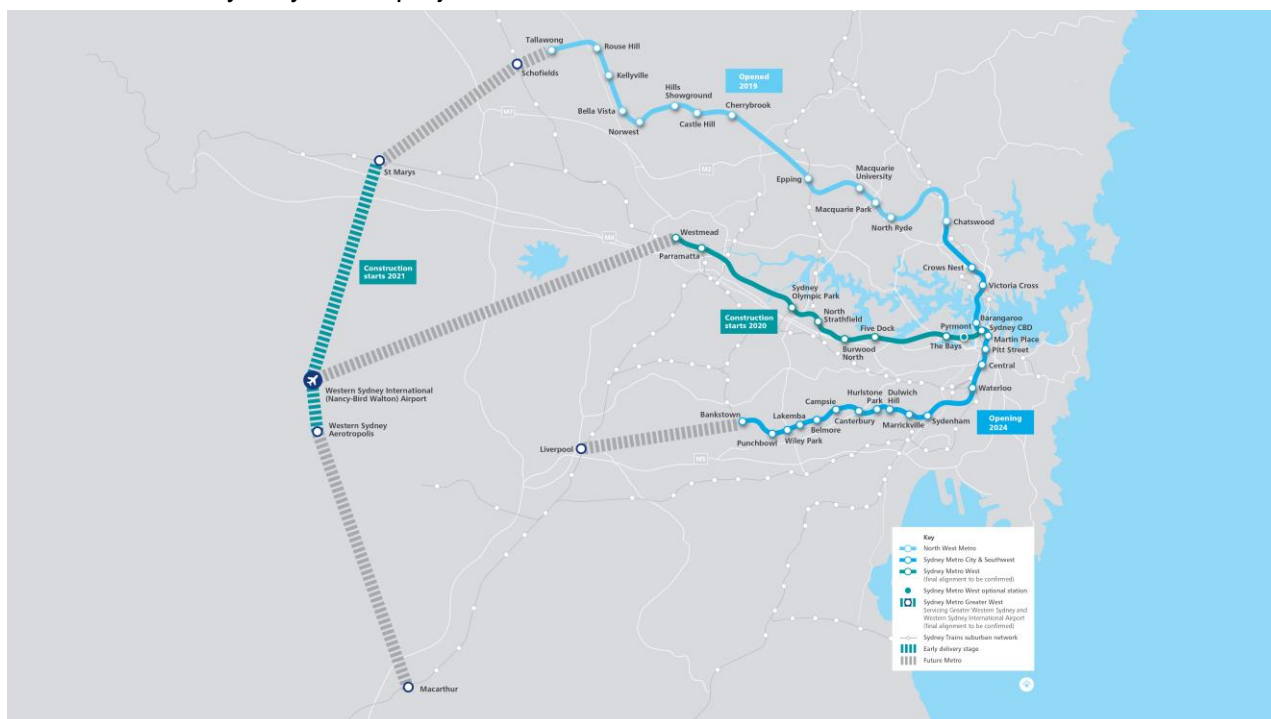 Tallawong
Rouse Hill
Schofields
Kellyville
Opened
2019
Hills
Showground
Cherrybrook
Bella Vista
Castle Hill
Norwest
M7
St Marys
M2
Epping
Macquarie
University
Macquarie Park
North Ryde
Chatswood
Westmead
M4
Parramatta
Construction
starts 2021
Crows Nest
Victoria Cross
Sydney
Olympic Park
Construction
starts 2020
North
Strathfield
Five Dock
Burwood
North
Pyrmont
The Bays
Barangaroo
Sydney CBD
Martin Place
Pitt Street
Central
Waterloo
Western Sydney International
(Nancy-Bird Walton) Airport
Western Sydney
Aerotropolis
Bankstown
Campsie
Hurlstone
Park
Dulwich
Hill
Lakemba
Belmore
Canterbury
Marrickville
Sydenham
Punchbowl
Wiley Park
Opening
2024
Liverpool
M5
Macarthur
Key
North West Metro
Sydney Metro City & Southwest
Sydney Metro West
(final alignment to be confirmed)
Sydney Metro West optional station
Sydney Metro Greater West
Servicing Greater Western Sydney and
Western Sydney International Airport
(final alignment to be confirmed)
Sydney Trains suburban network
Early delivery stage
Future Metro